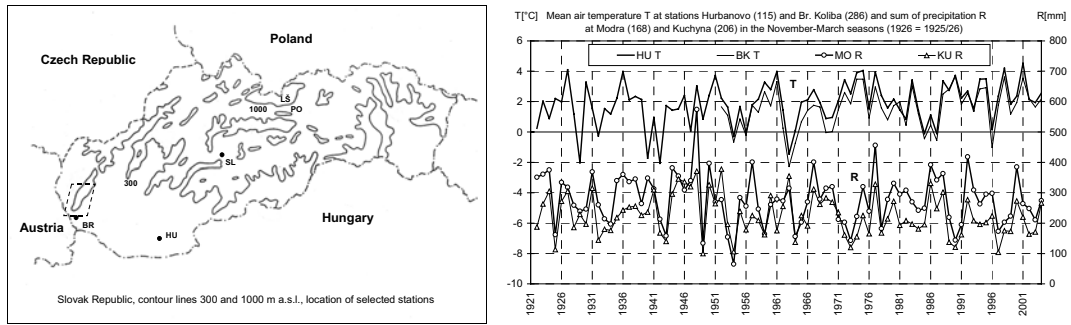 Poland
Czech Republic
LŠ
1000
PO
SL
300
Austria
BR
HU
Hungary
Slovak Republic, contour lines 300 and 1000 m a.s.l., location of selected stations
T[°C] Mean air temperature T at stations Hurbanovo (115) and Br. Koliba (286) and sum of precipitation R R[mm]
at Modra (168) and Kuchyna (206) in the November-March seasons (1926 = 1925/26)
HU T BK T MO R KU R
6 800
4 700
2 600
0 500
-2 400
-4 300
-6 200
-8 100
-10 0
T
R
1921 1926 1931 1936 1941 1946 1951 1956 1961 1966 1971 1976 1981 1986 1991 1996 2001